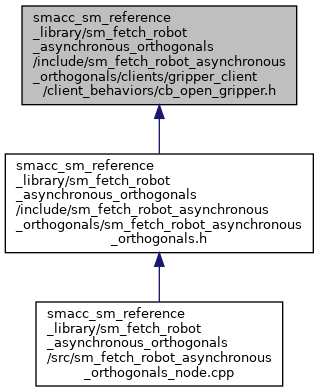 smacc_sm_reference
_library/sm_fetch_robot
_asynchronous_orthogonals
/include/sm_fetch_robot_asynchronous
_orthogonals/clients/gripper_client
/client_behaviors/cb_open_gripper.h
smacc_sm_reference
_library/sm_fetch_robot
_asynchronous_orthogonals
/include/sm_fetch_robot_asynchronous
_orthogonals/sm_fetch_robot_asynchronous
_orthogonals.h
smacc_sm_reference
_library/sm_fetch_robot
_asynchronous_orthogonals
/src/sm_fetch_robot_asynchronous
_orthogonals_node.cpp